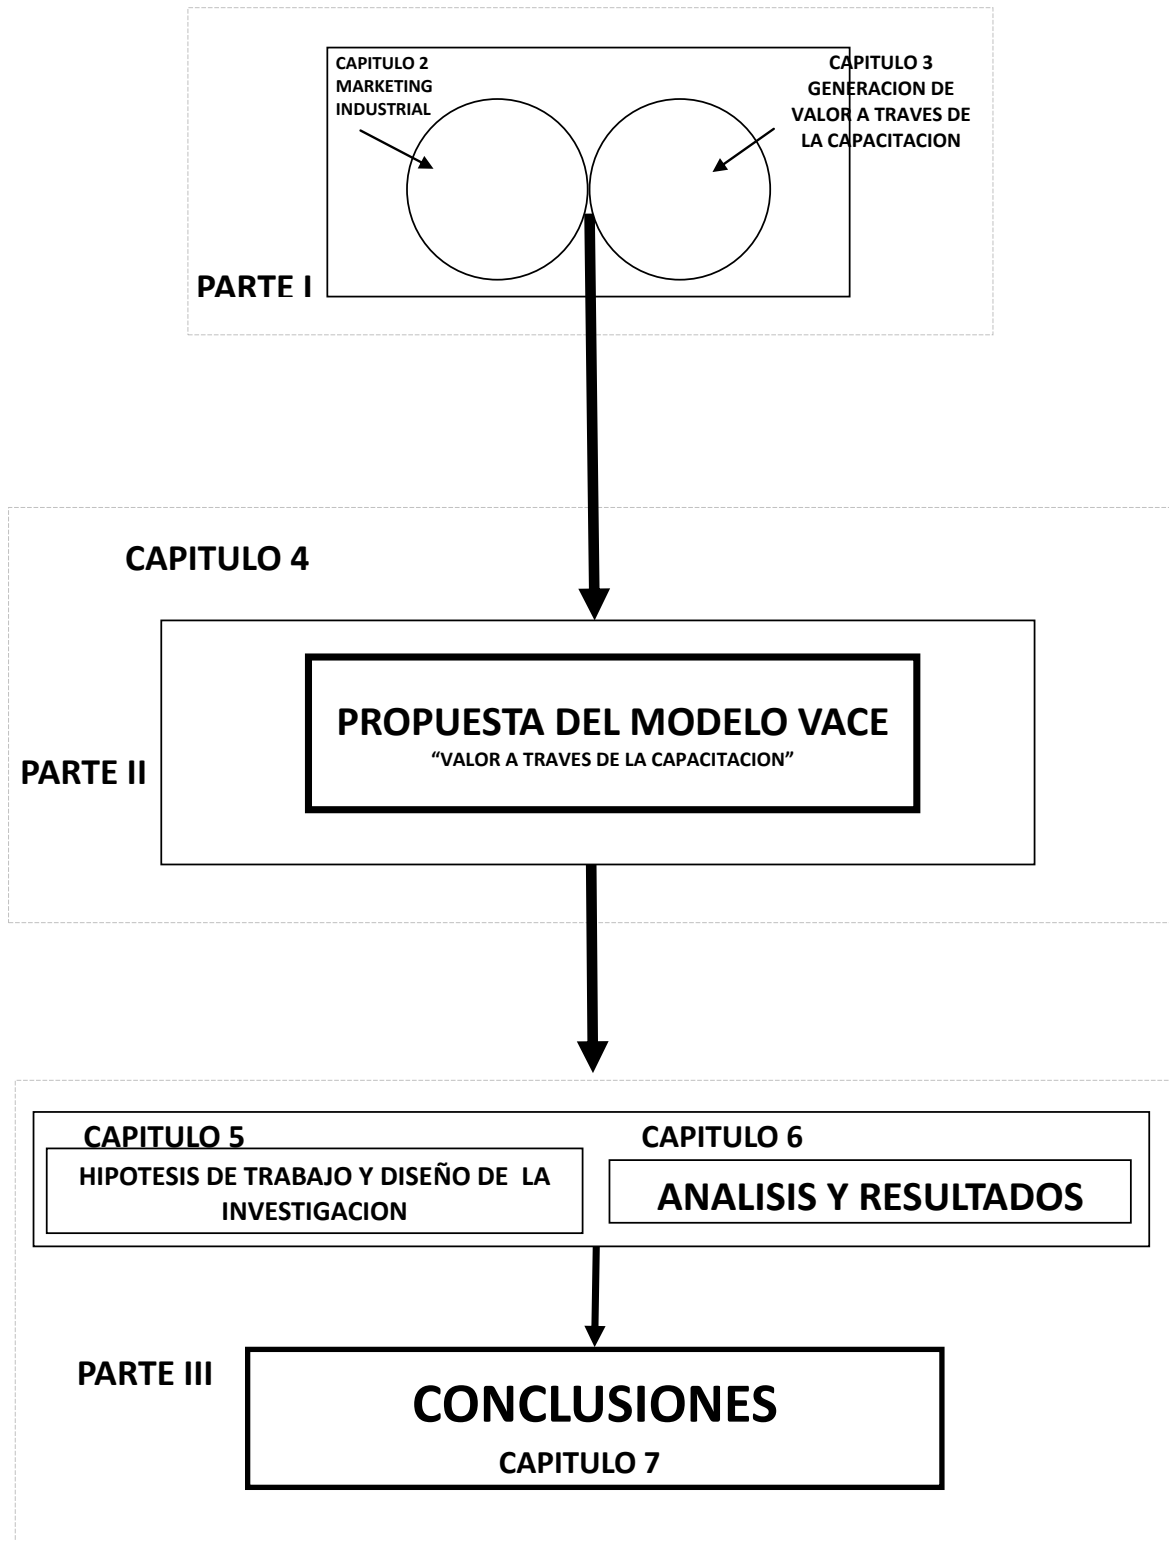 CAPITULO 2
MARKETING
INDUSTRIAL
CAPITULO 3
GENERACION DE
VALOR A TRAVES DE
LA CAPACITACION
PARTE I
CAPITULO 4
PROPUESTA DEL MODELO VACE
“VALOR A TRAVES DE LA CAPACITACION”
PARTE II
CAPITULO 5
HIPOTESIS DE TRABAJO Y DISEÑO DE LA
INVESTIGACION
CAPITULO 6
ANALISIS Y RESULTADOS
PARTE III
CONCLUSIONES
CAPITULO 7